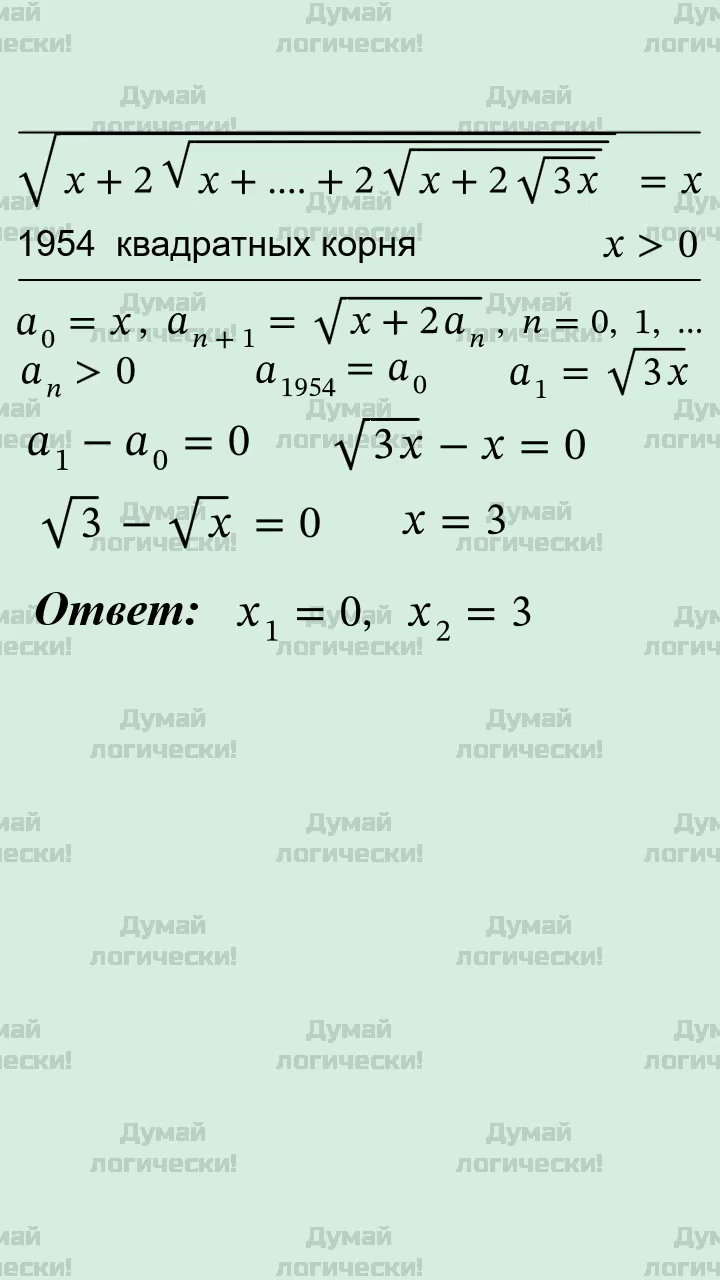 √(x + 2√(x + .... + 2√(x + 2√(3x)))) = x
1954 квадратных корня x > 0
a₀ = x, aₙ₊₁ = √(x + 2aₙ), n = 0, 1, ...
aₙ > 0 a₁₉₅₄ = a₀ a₁ = √(3x)
a₁ − a₀ = 0 √(3x) − x = 0
√3 − √x = 0 x = 3
Ответ: x₁ = 0, x₂ = 3
Думай
логически!